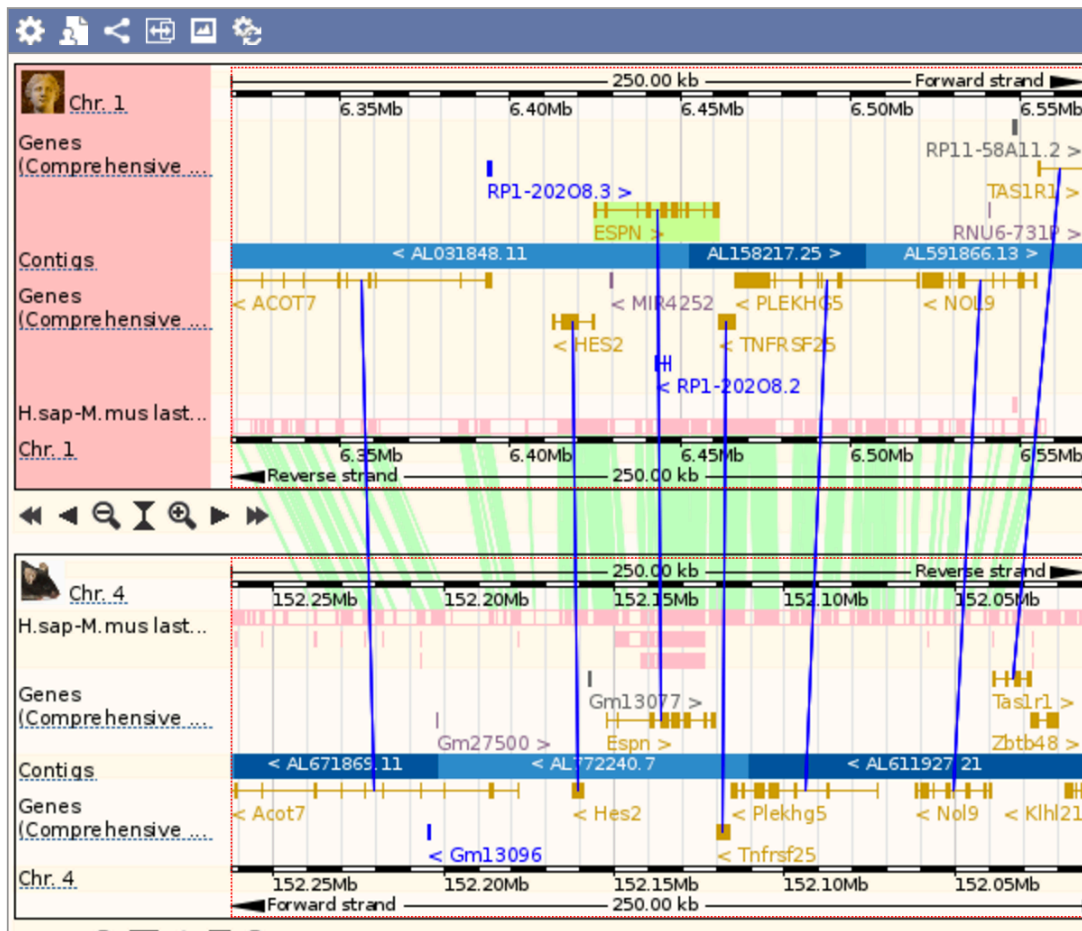 250.00 kb Forward strand
Chr. 1
6.35Mb 6.40Mb 6.45Mb 6.50Mb 6.55Mb
Genes
(Comprehensive ...
RP11-58A11.2 >
RP1-202O8.3 > TAS1R1 >
ESPN > RNU6-731P >
Contigs < AL031848.11 AL158217.25 > AL591866.13 >
Genes
(Comprehensive ...
< ACOT7 < MIR4252 < PLEKHG5 < NOL9
< HES2 < TNFRSF25
< RP1-202O8.2
H.sap-M.mus last...
Chr. 1 6.35Mb 6.40Mb 6.45Mb 6.50Mb 6.55Mb
Reverse strand 250.00 kb
250.00 kb Reverse strand
Chr. 4
152.25Mb 152.20Mb 152.15Mb 152.10Mb 152.05Mb
H.sap-M.mus last...
Genes
(Comprehensive ...
Gm13077 > Tas1r1 >
Gm27500 > Espn > Zbtb48 >
Contigs < AL671869.11 < AL772240.7 < AL611927.21
Genes
(Comprehensive ...
< Acot7 < Hes2 < Plekhg5 < Nol9 < Klhl21
< Gm13096 < Tnfrsf25
Chr. 4 152.25Mb 152.20Mb 152.15Mb 152.10Mb 152.05Mb
Forward strand 250.00 kb